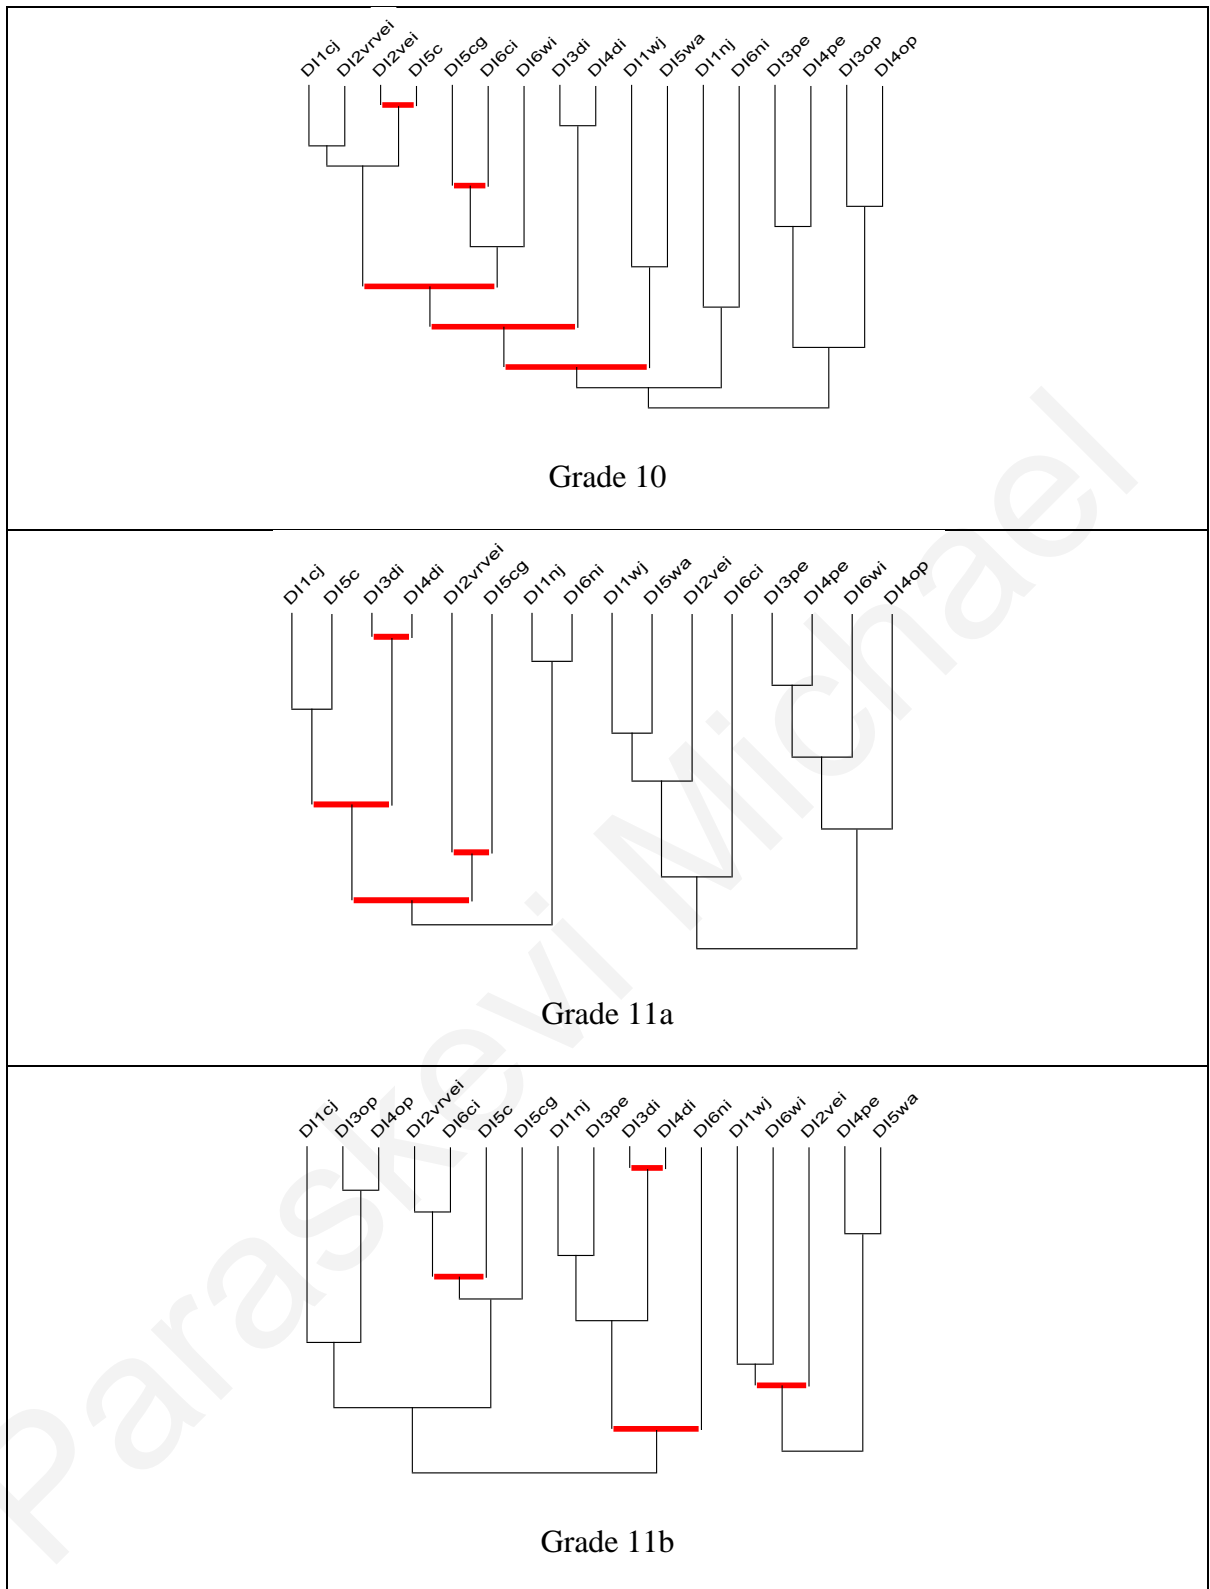 DI1cj DI2vrvei DI2vei DI5c DI5cg DI6ci DI6wi DI3di DI4di DI1wj DI5wa DI1nj DI6ni DI3pe DI4pe DI3op DI4op
Grade 10
DI1cj DI5c DI3di DI4di DI2vrvei DI5cg DI1nj DI6ni DI1wj DI5wa DI2vei DI6ci DI3pe DI4pe DI6wi DI4op
Grade 11a
DI1cj DI3op DI4op DI2vrvei DI6ci DI5c DI5cg DI1nj DI3pe DI3di DI4di DI6ni DI1wj DI6wi DI2vei DI4pe DI5wa
Grade 11b
Paraskevi Michael